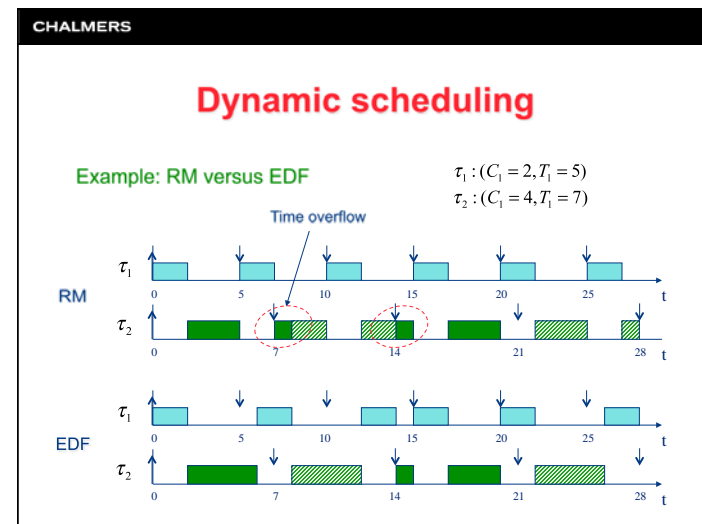 CHALMERS
Dynamic scheduling
Example: RM versus EDF
τ₁ : (C₁ = 2, T₁ = 5)
τ₂ : (C₁ = 4, T₁ = 7)
Time overflow
τ₁
0 5 10 15 20 25 t
RM
τ₂
0 7 14 21 28 t
τ₁
0 5 10 15 20 25 t
EDF
τ₂
0 7 14 21 28 t